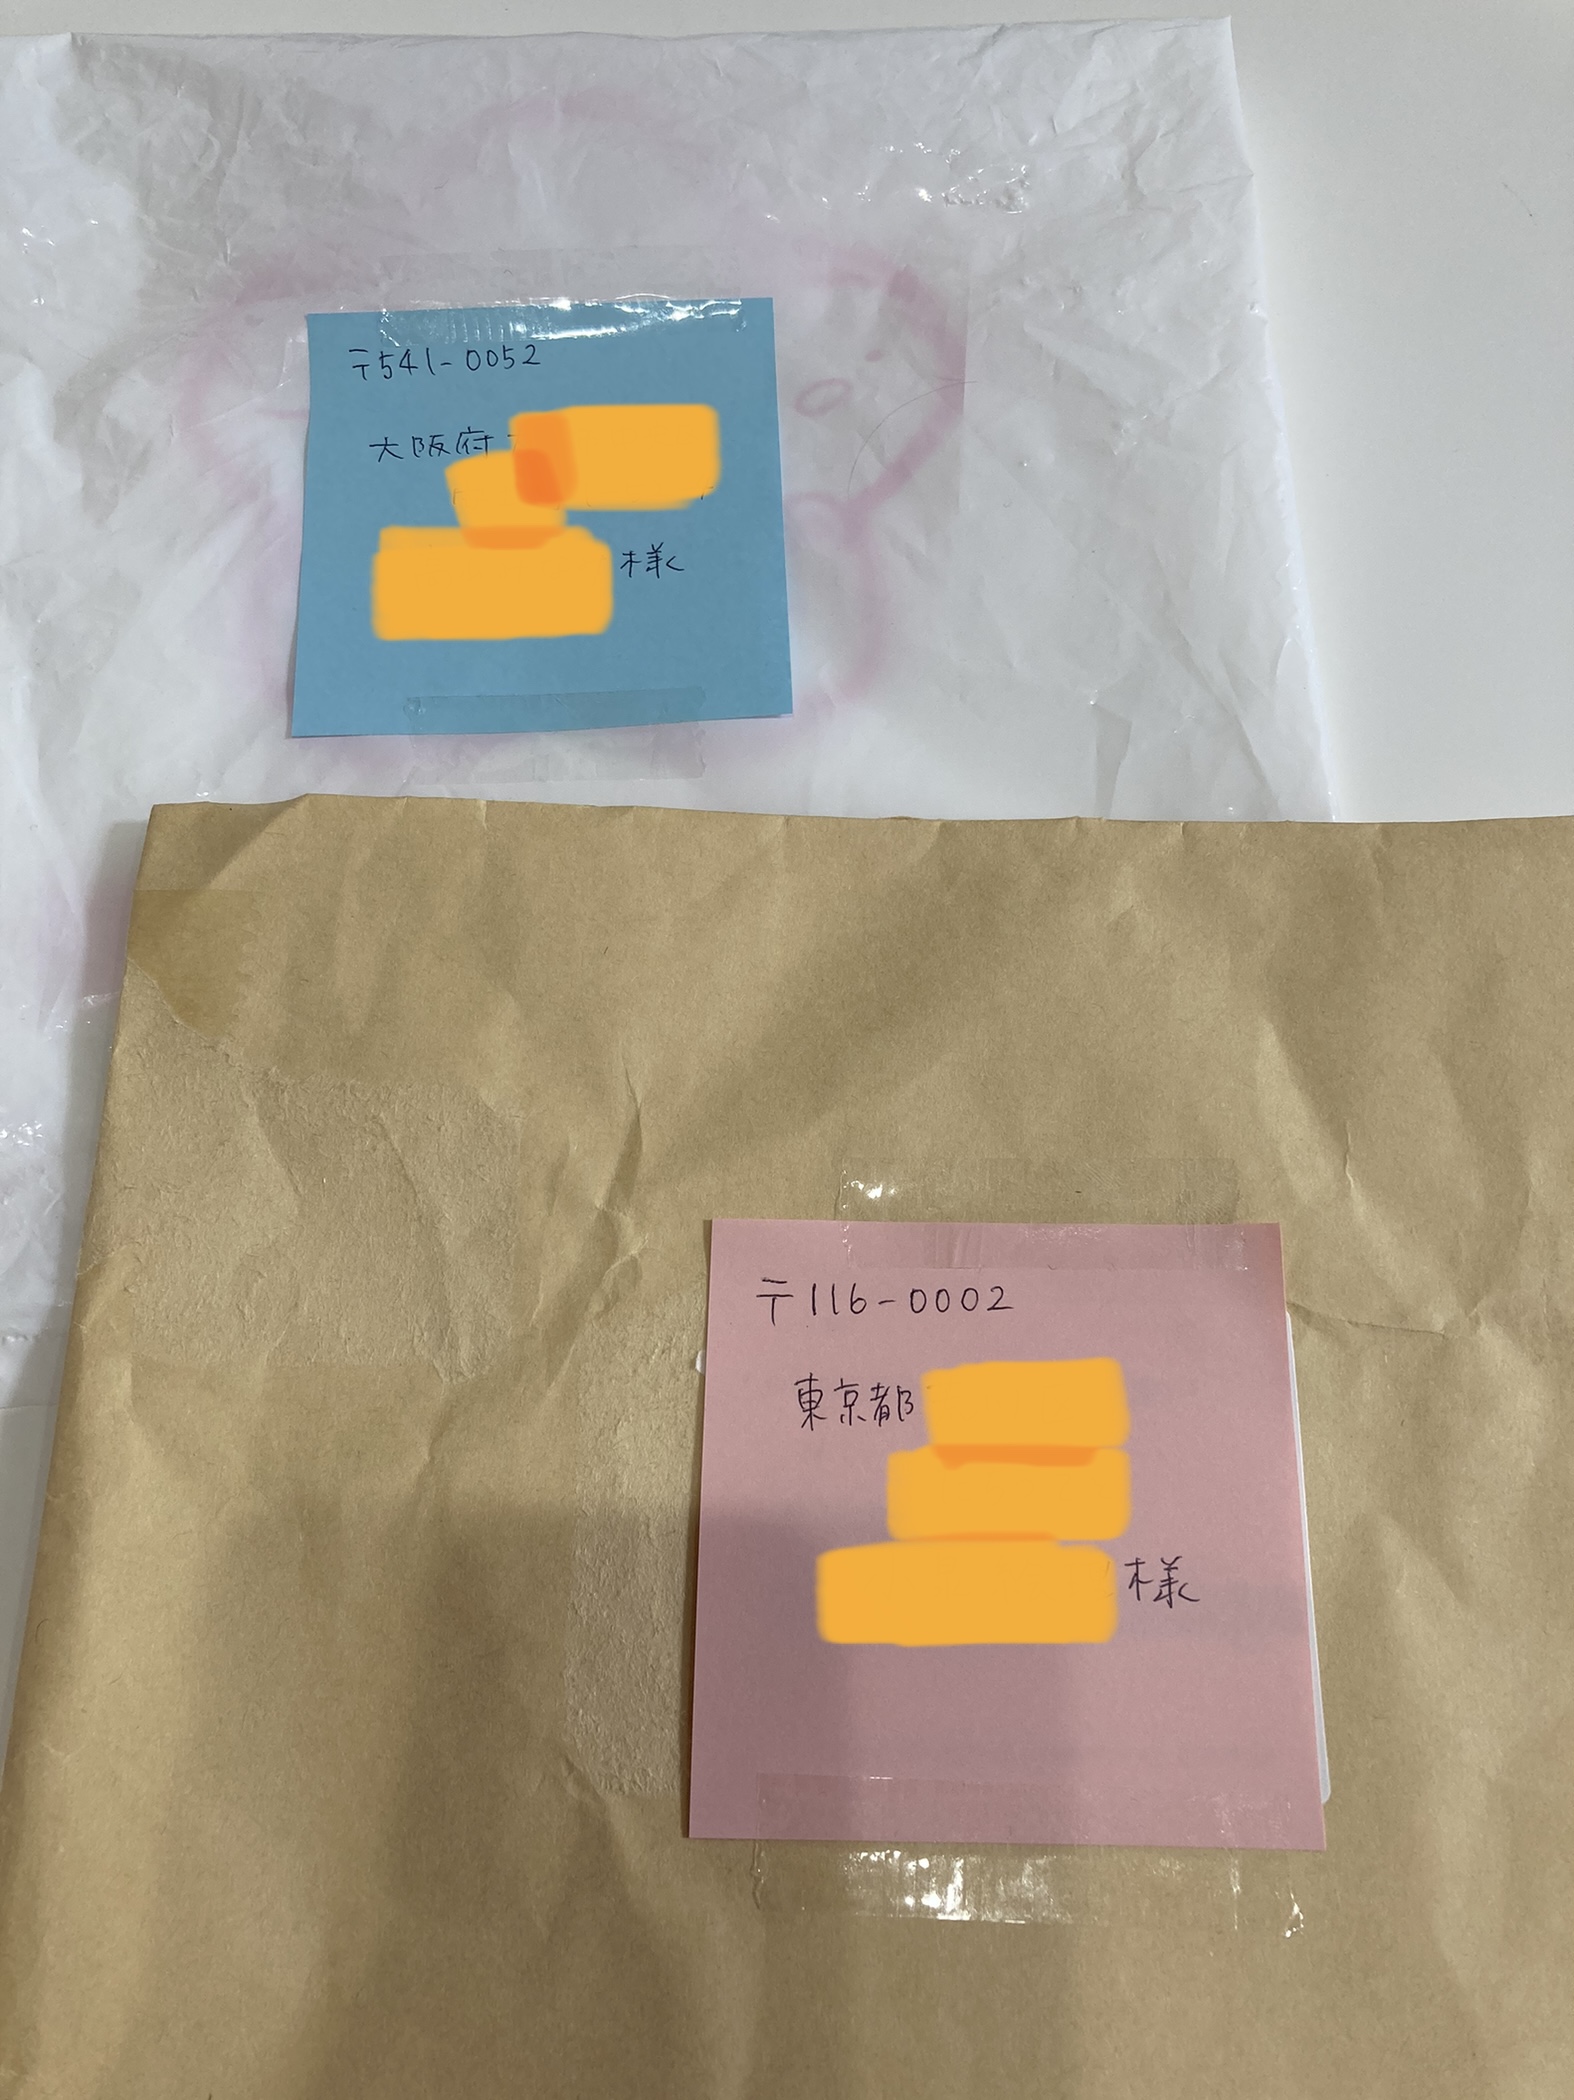 〒541-0052
大阪府
様
〒116-0002
東京都
様